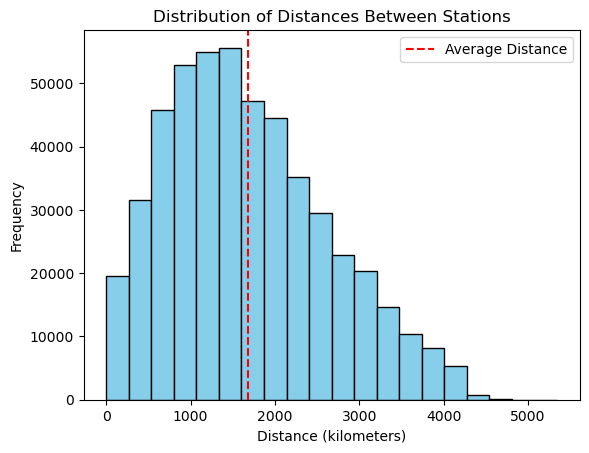 Distribution of Distances Between Stations
Average Distance
Frequency
50000
40000
30000
20000
10000
0
0 1000 2000 3000 4000 5000
Distance (kilometers)